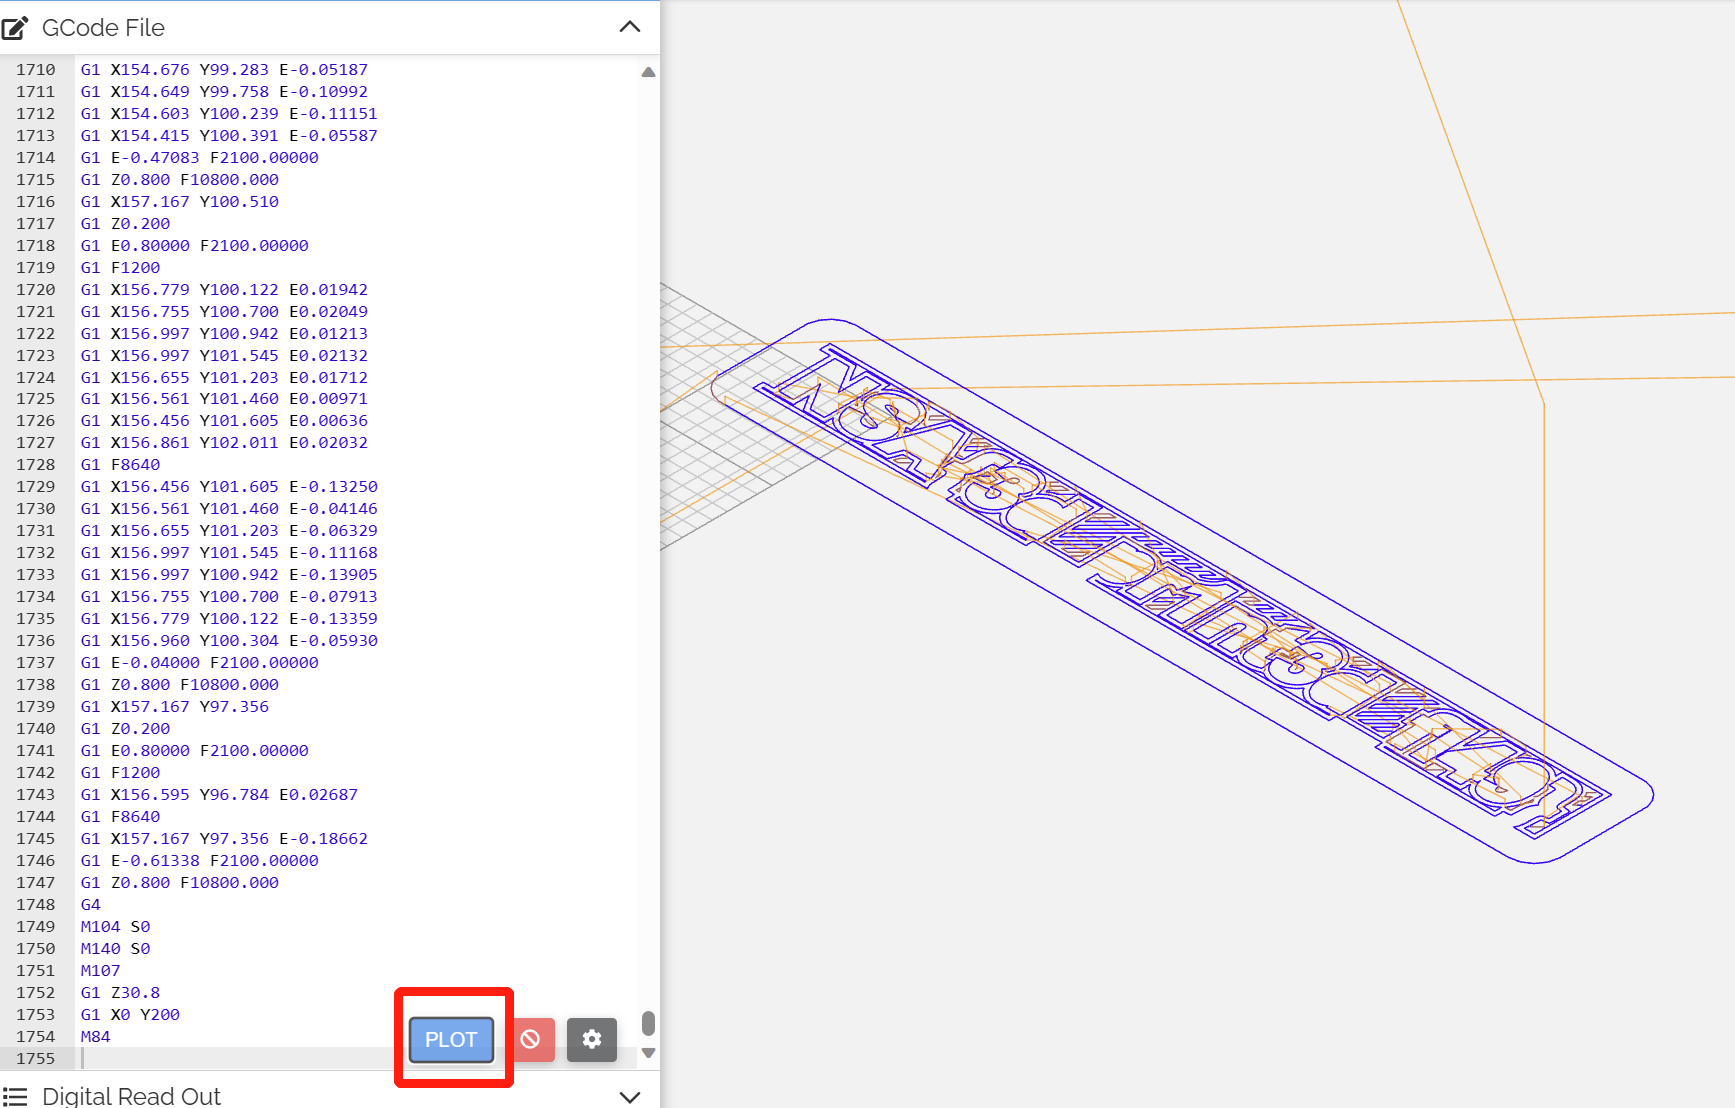 GCode File
1710 G1 X154.676 Y99.283 E-0.05187
1711 G1 X154.649 Y99.758 E-0.10992
1712 G1 X154.603 Y100.239 E-0.11151
1713 G1 X154.415 Y100.391 E-0.05587
1714 G1 E-0.47083 F2100.00000
1715 G1 Z0.800 F10800.000
1716 G1 X157.167 Y100.510
1717 G1 Z0.200
1718 G1 E0.80000 F2100.00000
1719 G1 F1200
1720 G1 X156.779 Y100.122 E0.01942
1721 G1 X156.755 Y100.700 E0.02049
1722 G1 X156.997 Y100.942 E0.01213
1723 G1 X156.997 Y101.545 E0.02132
1724 G1 X156.655 Y101.203 E0.01712
1725 G1 X156.561 Y101.460 E0.00971
1726 G1 X156.456 Y101.605 E0.00636
1727 G1 X156.861 Y102.011 E0.02032
1728 G1 F8640
1729 G1 X156.456 Y101.605 E-0.13250
1730 G1 X156.561 Y101.460 E-0.04146
1731 G1 X156.655 Y101.203 E-0.06329
1732 G1 X156.997 Y101.545 E-0.11168
1733 G1 X156.997 Y100.942 E-0.13905
1734 G1 X156.755 Y100.700 E-0.07913
1735 G1 X156.779 Y100.122 E-0.13359
1736 G1 X156.960 Y100.304 E-0.05930
1737 G1 E-0.04000 F2100.00000
1738 G1 Z0.800 F10800.000
1739 G1 X157.167 Y97.356
1740 G1 Z0.200
1741 G1 E0.80000 F2100.00000
1742 G1 F1200
1743 G1 X156.595 Y96.784 E0.02687
1744 G1 F8640
1745 G1 X157.167 Y97.356 E-0.18662
1746 G1 E-0.61338 F2100.00000
1747 G1 Z0.800 F10800.000
1748 G4
1749 M104 S0
1750 M140 S0
1751 M107
1752 G1 Z30.8
1753 G1 X0 Y200
1754 M84
1755
PLOT
Digital Read Out